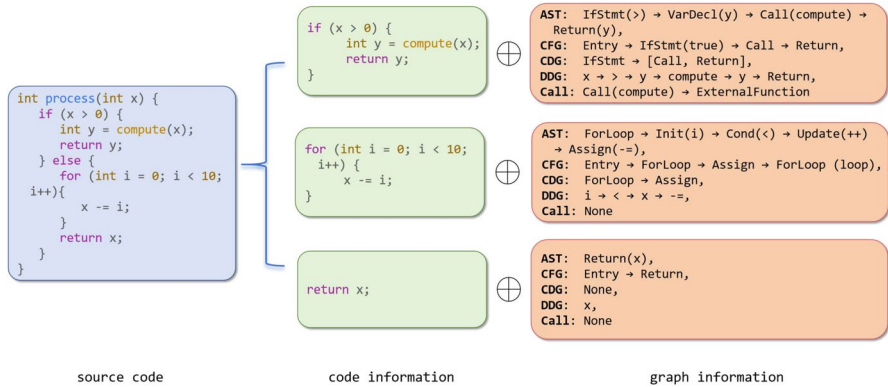 int process(int x) {
if (x > 0) {
int y = compute(x);
return y;
} else {
for (int i = 0; i < 10;
i++){
x -= i;
}
return x;
}
}
if (x > 0) {
int y = compute(x);
return y;
}
for (int i = 0; i < 10;
i++) {
x -= i;
}
return x;
AST: IfStmt(>) → VarDecl(y) → Call(compute) →
Return(y),
CFG: Entry → IfStmt(true) → Call → Return,
CDG: IfStmt → [Call, Return],
DDG: x → > → y → compute → y → Return,
Call: Call(compute) → ExternalFunction
AST: ForLoop → Init(i) → Cond(<) → Update(++)
→ Assign(-=),
CFG: Entry → ForLoop → Assign → ForLoop (loop),
CDG: ForLoop → Assign,
DDG: i → < → x → -=,
Call: None
AST: Return(x),
CFG: Entry → Return,
CDG: None,
DDG: x,
Call: None
source code
code information
graph information